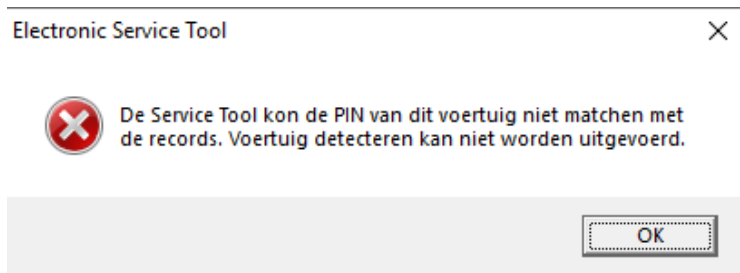 Electronic Service Tool
De Service Tool kon de PIN van dit voertuig niet matchen met
de records. Voertuig detecteren kan niet worden uitgevoerd.
OK